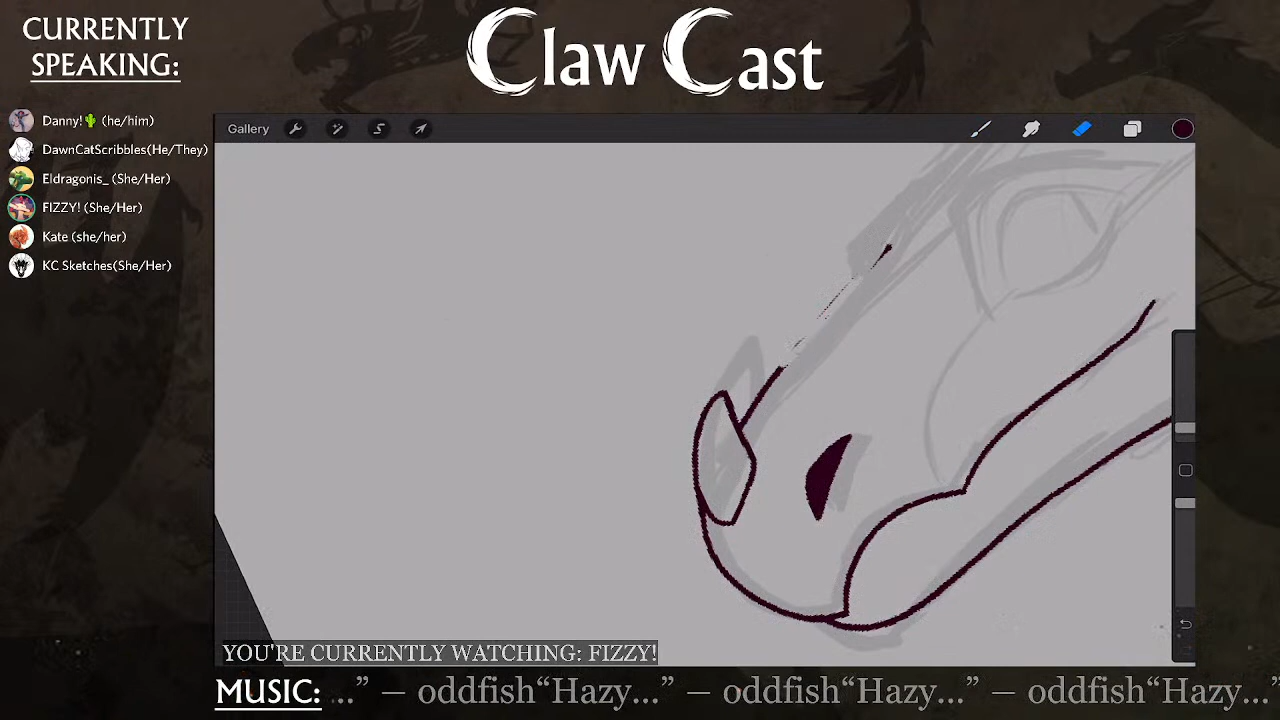 CURRENTLY
SPEAKING:
Claw Cast
Danny!🌵 (he/him)
DawnCatScribbles(He/They)
Eldragonis_ (She/Her)
FIZZY! (She/Her)
Kate (she/her)
KC Sketches(She/Her)
Gallery
YOU'RE CURRENTLY WATCHING: FIZZY!
MUSIC: ...” — oddfish“Hazy...” — oddfish“Hazy...” — oddfish“Hazy...”